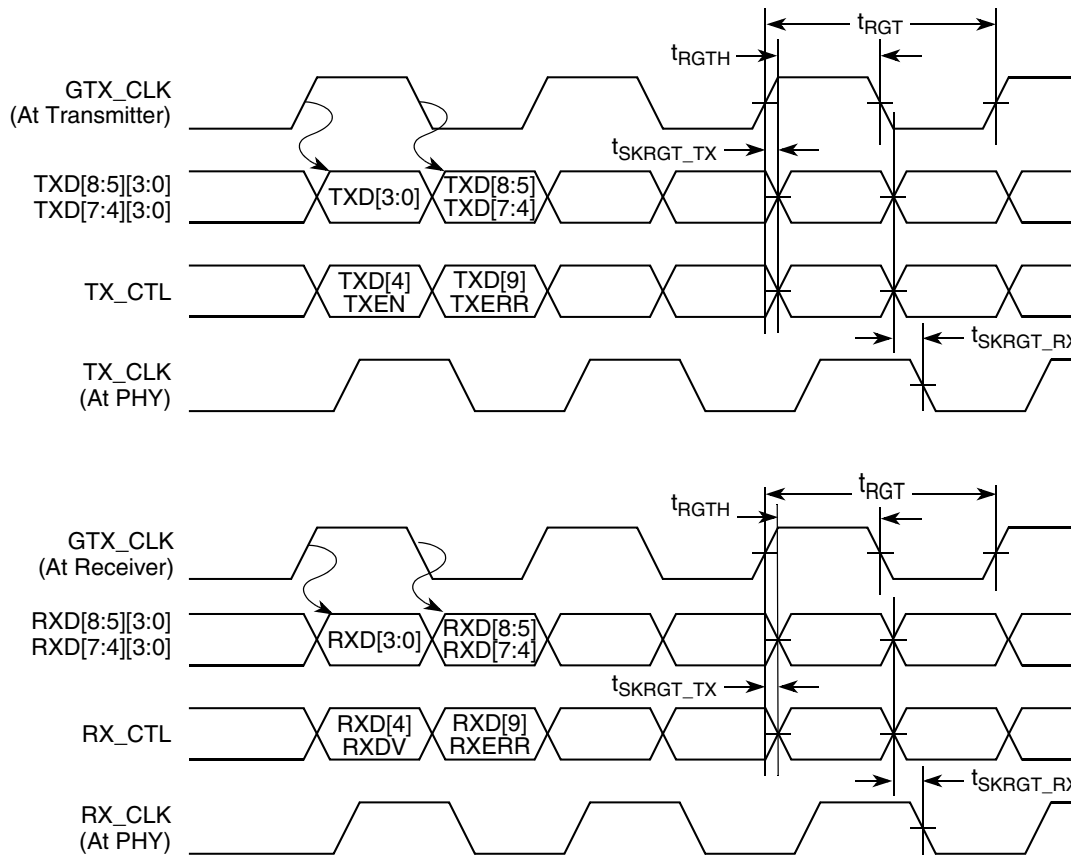 t_RGT
t_RGTH
GTX_CLK
(At Transmitter)
t_SKRGT_TX
TXD[8:5][3:0]
TXD[7:4][3:0]
TXD[3:0]
TXD[8:5]
TXD[7:4]
TX_CTL
TXD[4]
TXEN
TXD[9]
TXERR
t_SKRGT_RX
TX_CLK
(At PHY)
t_RGT
t_RGTH
GTX_CLK
(At Receiver)
RXD[8:5][3:0]
RXD[7:4][3:0]
RXD[3:0]
RXD[8:5]
RXD[7:4]
t_SKRGT_TX
RX_CTL
RXD[4]
RXDV
RXD[9]
RXERR
t_SKRGT_RX
RX_CLK
(At PHY)